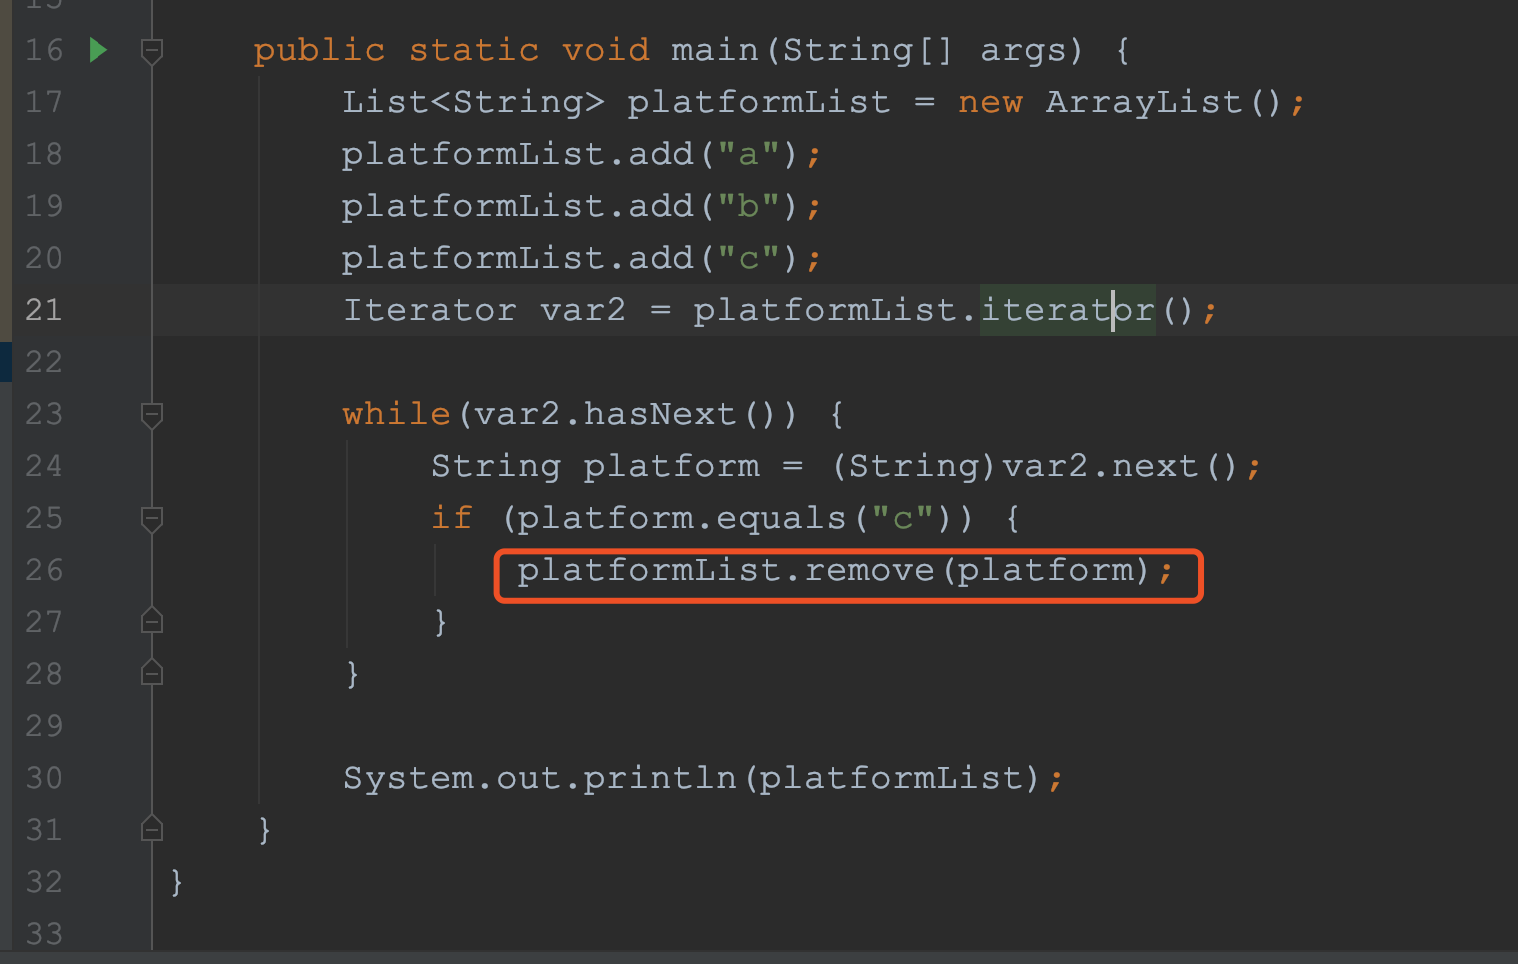 15
16 public static void main(String[] args) {
17 List<String> platformList = new ArrayList();
18 platformList.add("a");
19 platformList.add("b");
20 platformList.add("c");
21 Iterator var2 = platformList.iterator();
22
23 while(var2.hasNext()) {
24 String platform = (String)var2.next();
25 if (platform.equals("c")) {
26 platformList.remove(platform);
27 }
28 }
29
30 System.out.println(platformList);
31 }
32 }
33